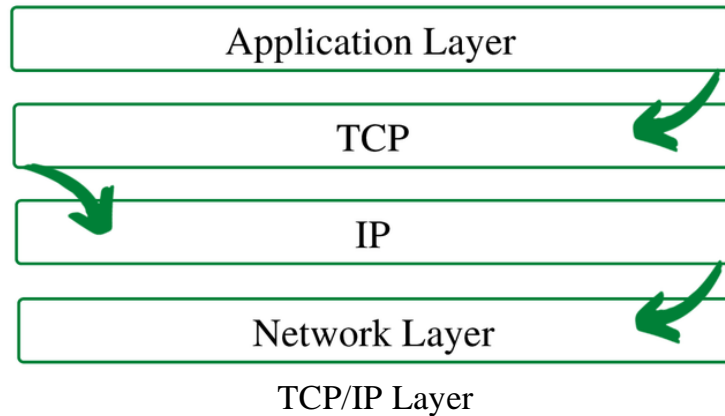 Application Layer
TCP
IP
Network Layer
TCP/IP Layer